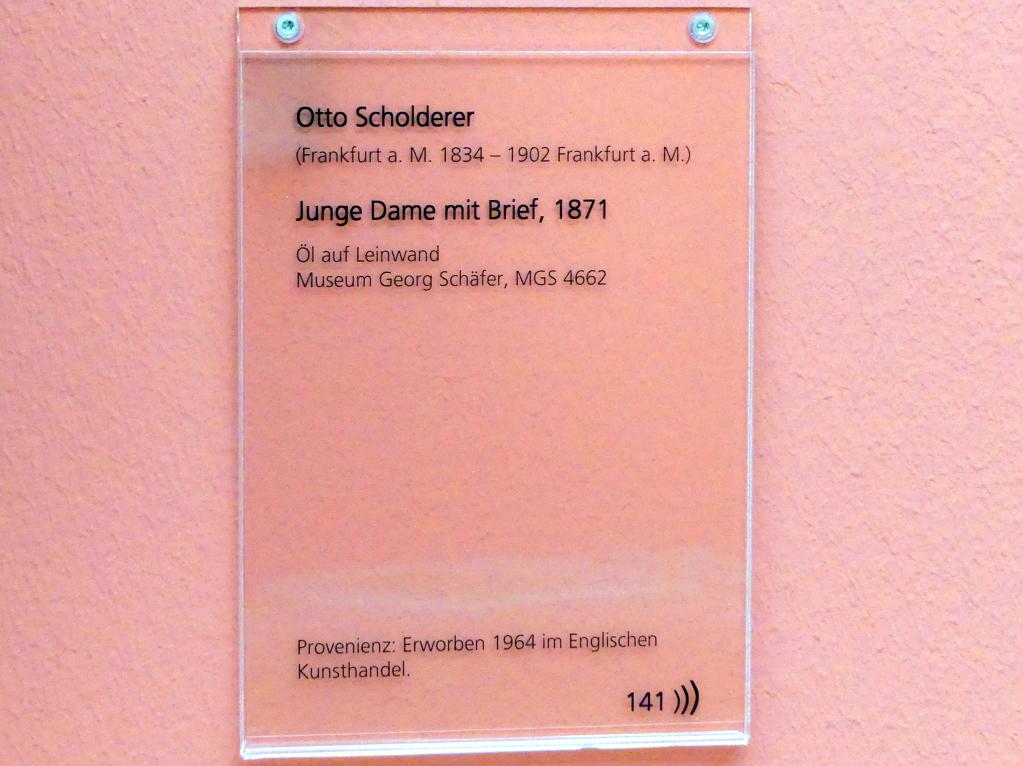 Otto Scholderer
(Frankfurt a. M. 1834 – 1902 Frankfurt a. M.)
Junge Dame mit Brief, 1871
Öl auf Leinwand
Museum Georg Schäfer, MGS 4662
Provenienz: Erworben 1964 im Englischen
Kunsthandel.
141